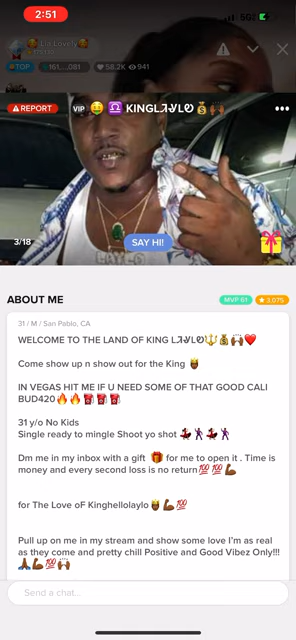 2:51
5G
Lia Lovely
TOP
161....081
58.2K
941
REPORT
VIP
3/18
SAY HI!
ABOUT ME
MVP 61
3,075
31 / M / San Pablo, CA
WELCOME TO THE LAND OF KING
Come show up n show out for the King
IN VEGAS HIT ME IF U NEED SOME OF THAT GOOD CALI
BUD420
31 y/o No Kids
Single ready to mingle Shoot yo shot
Dm me in my inbox with a gift 🎁 for me to open it . Time is
money and every second loss is no return💯💯💪🏾
for The Love oF Kinghellolaylo
Pull up on me in my stream and show some love I'm as real
as they come and pretty chill Positive and Good Vibez Only!!!
Send a chat...